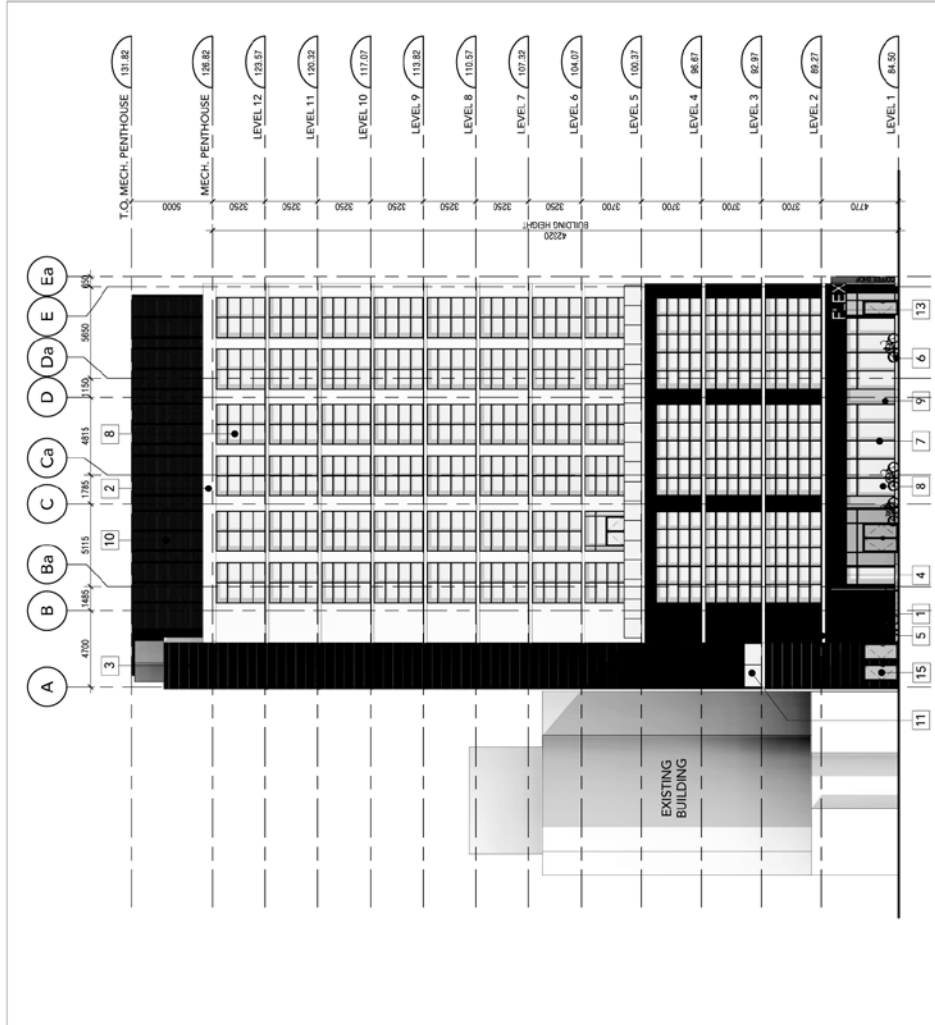 T.O. MECH. PENTHOUSE
131.82
MECH. PENTHOUSE
126.82
LEVEL 12
123.57
LEVEL 11
120.32
LEVEL 10
117.07
LEVEL 9
113.82
LEVEL 8
110.57
LEVEL 7
107.32
LEVEL 6
104.07
LEVEL 5
100.37
LEVEL 4
96.67
LEVEL 3
92.97
LEVEL 2
89.27
LEVEL 1
84.50
5000
3250
3250
3250
3250
3250
3250
3250
3700
3700
3700
3700
4770
42320
BUILDING HEIGHT
A
B
Ba
C
Ca
D
Da
E
Ea
4700
1485
5115
1785
4815
1150
5650
650
3
10
2
8
FLEX
COFFEE SHOP
EXISTING
BUILDING
11
15
5
1
4
8
7
9
6
13